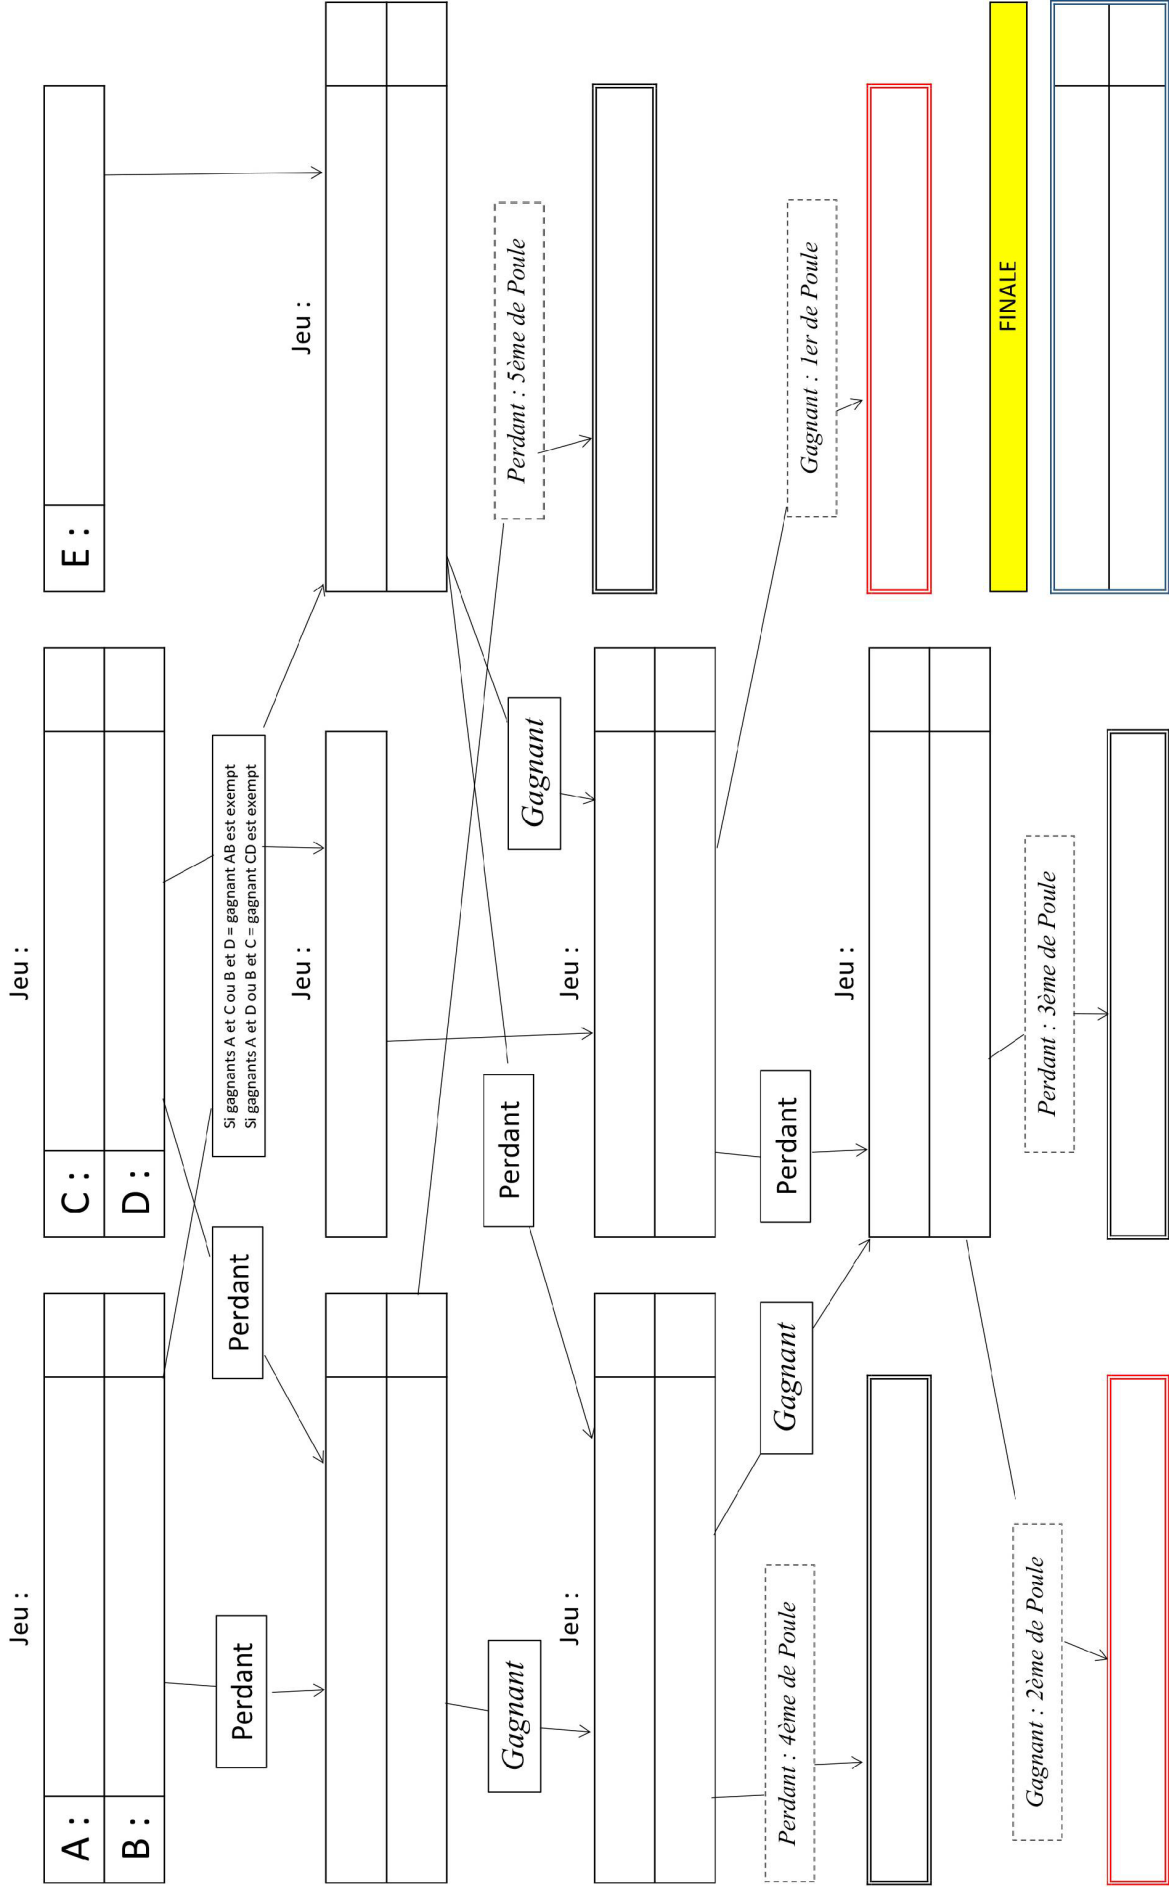 Jeu :
Jeu :
A :
C :
E :
B :
D :
Perdant
Perdant
Si gagnants A et C ou B et D = gagnant AB est exempt
Si gagnants A et D ou B et C = gagnant CD est exempt
Jeu :
Jeu :
Gagnant
Perdant
Gagnant
Perdant : 5ème de Poule
Jeu :
Jeu :
Perdant : 4ème de Poule
Gagnant
Perdant
Gagnant : 1er de Poule
Jeu :
FINALE
Gagnant : 2ème de Poule
Perdant : 3ème de Poule